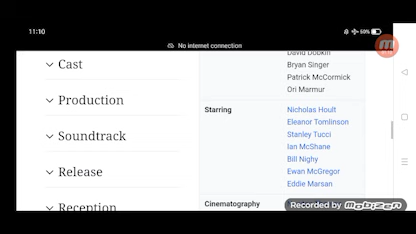 11:10
50%
No internet connection
Cast
Production
Soundtrack
Release
Reception
David Dobkin
Bryan Singer
Patrick McCormick
Ori Marmur
Starring
Nicholas Hoult
Eleanor Tomlinson
Stanley Tucci
Ian McShane
Bill Nighy
Ewan McGregor
Eddie Marsan
Cinematography
Recorded by mobizen